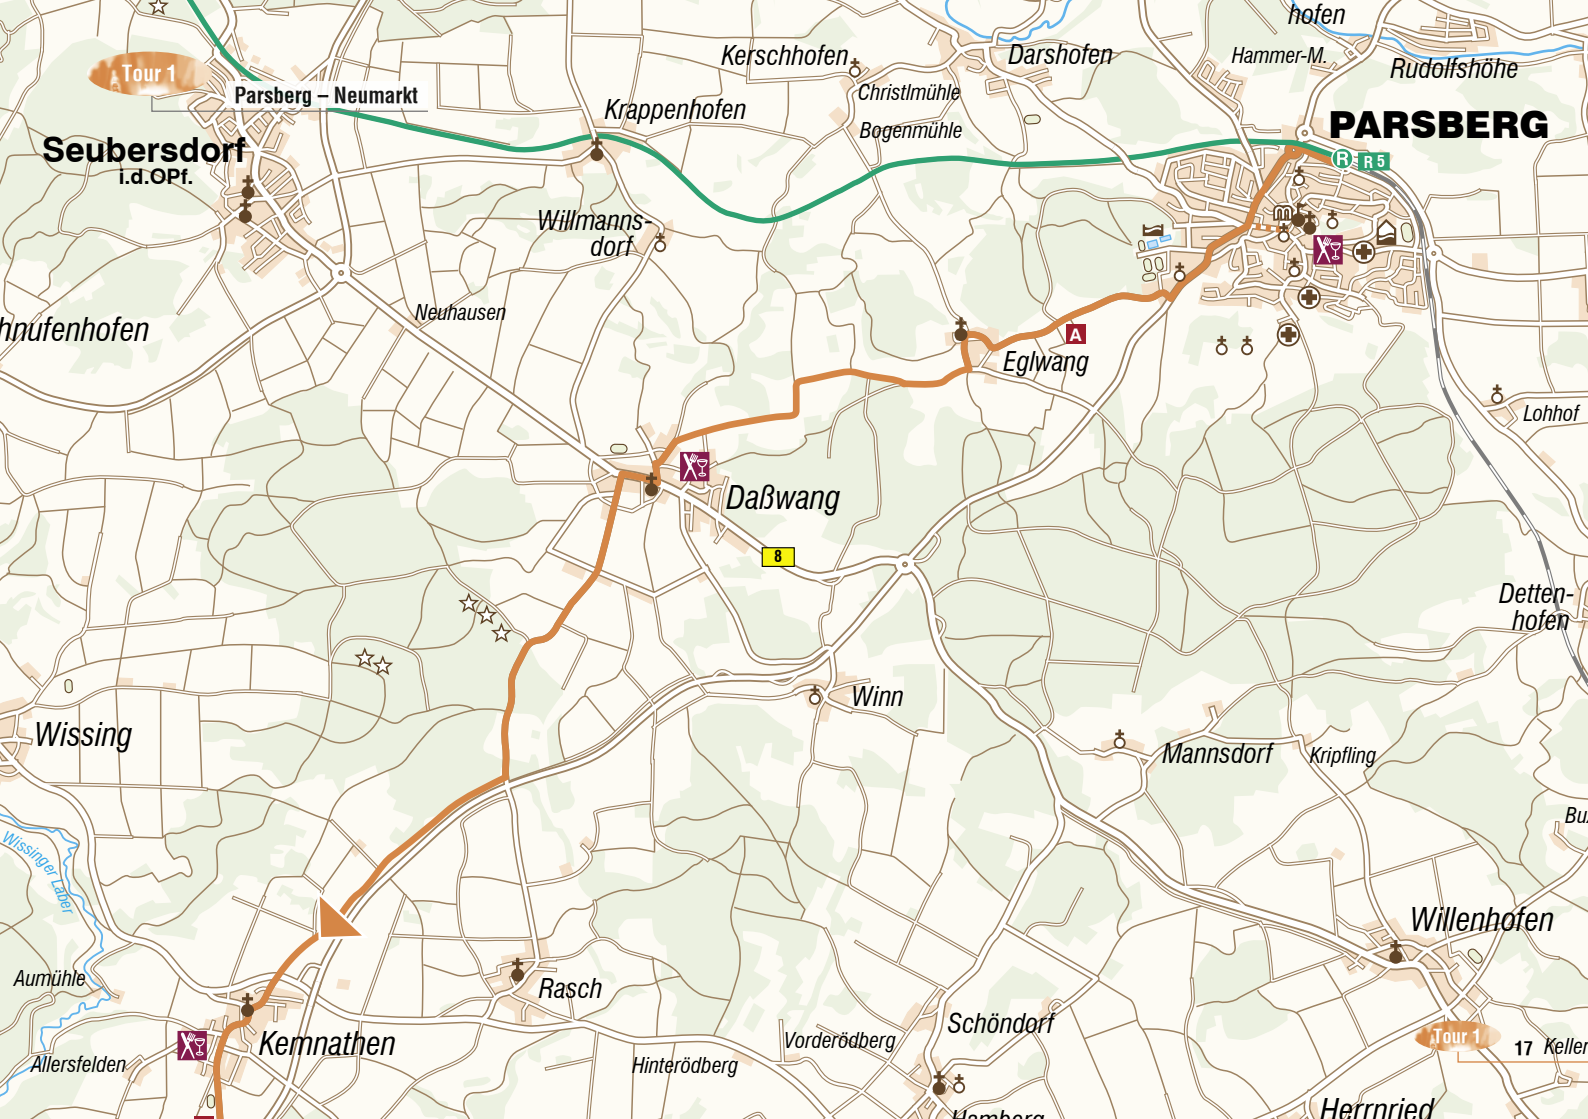 hofen
Kerschhofen
Darshofen
Hammer-M.
Rudolfshöhe
Tour 1
Parsberg – Neumarkt
Christlmühle
Krappenhofen
PARSBERG
Bogenmühle
Seubersdorf
i.d.OPf.
R
R 5
Willmanns-
dorf
Neuhausen
hnufenhofen
A
Eglwang
Lohhof
Daßwang
8
Detten-
hofen
Winn
Wissing
Mannsdorf
Kripfling
Wissinger Laber
Willenhofen
Aumühle
Rasch
Schöndorf
Kemnathen
Vorderödberg
Tour 1
17
Keller
Allersfelden
Hinterödberg
Hamberg
Herrnried